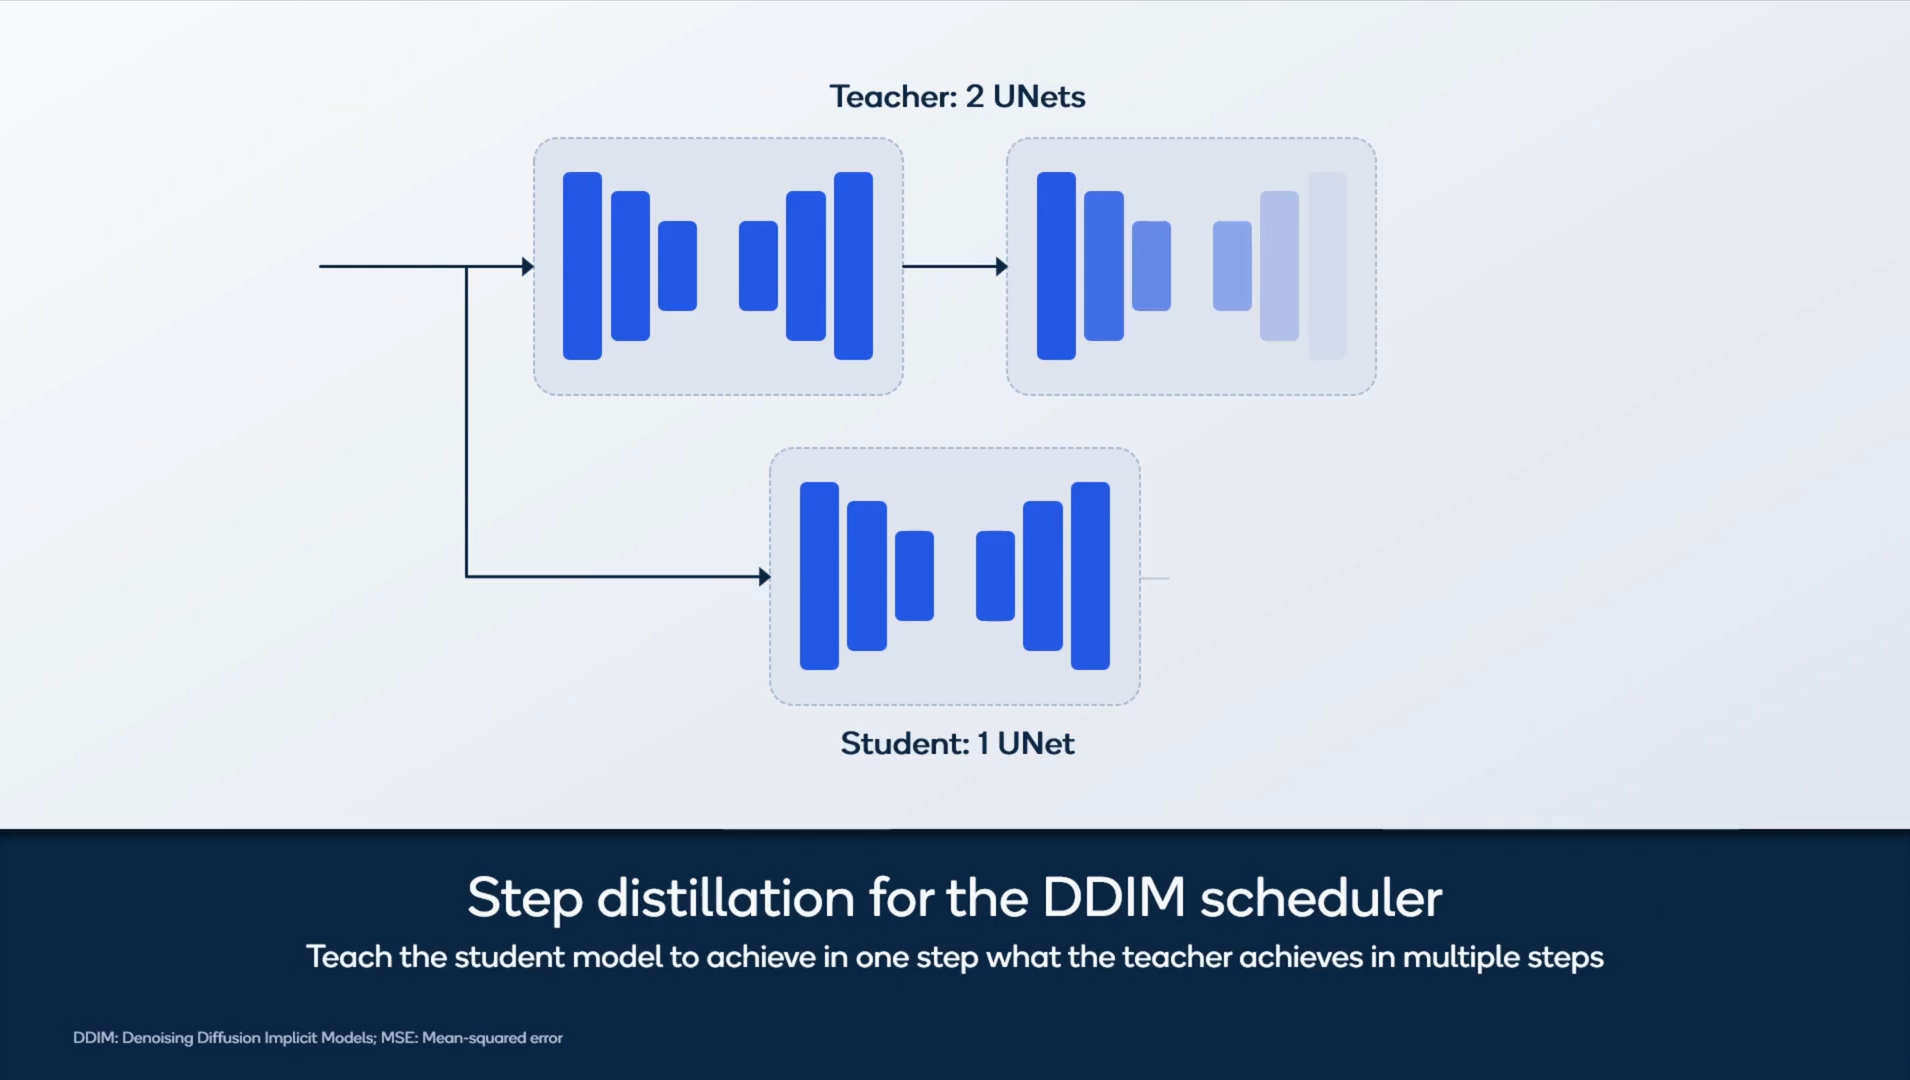 Teacher: 2 UNets
Student: 1 UNet
Step distillation for the DDIM scheduler
Teach the student model to achieve in one step what the teacher achieves in multiple steps
DDIM: Denoising Diffusion Implicit Models; MSE: Mean-squared error